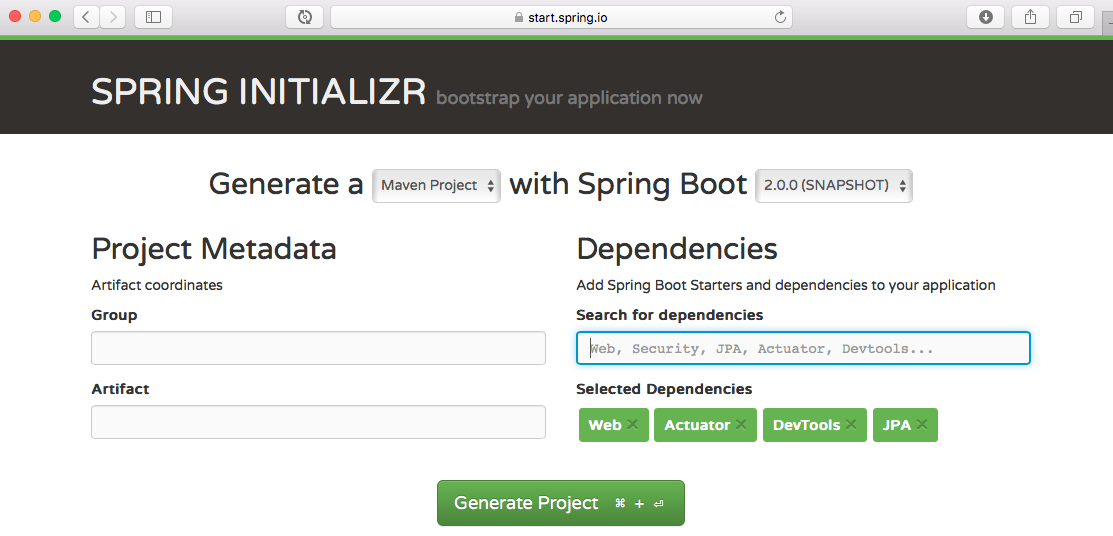 start.spring.io
SPRING INITIALIZR bootstrap your application now
Generate a Maven Project with Spring Boot 2.0.0 (SNAPSHOT)
Project Metadata
Artifact coordinates
Group
Artifact
Dependencies
Add Spring Boot Starters and dependencies to your application
Search for dependencies
Web, Security, JPA, Actuator, Devtools...
Selected Dependencies
Web × Actuator × DevTools × JPA ×
Generate Project ⌘ + ⏎